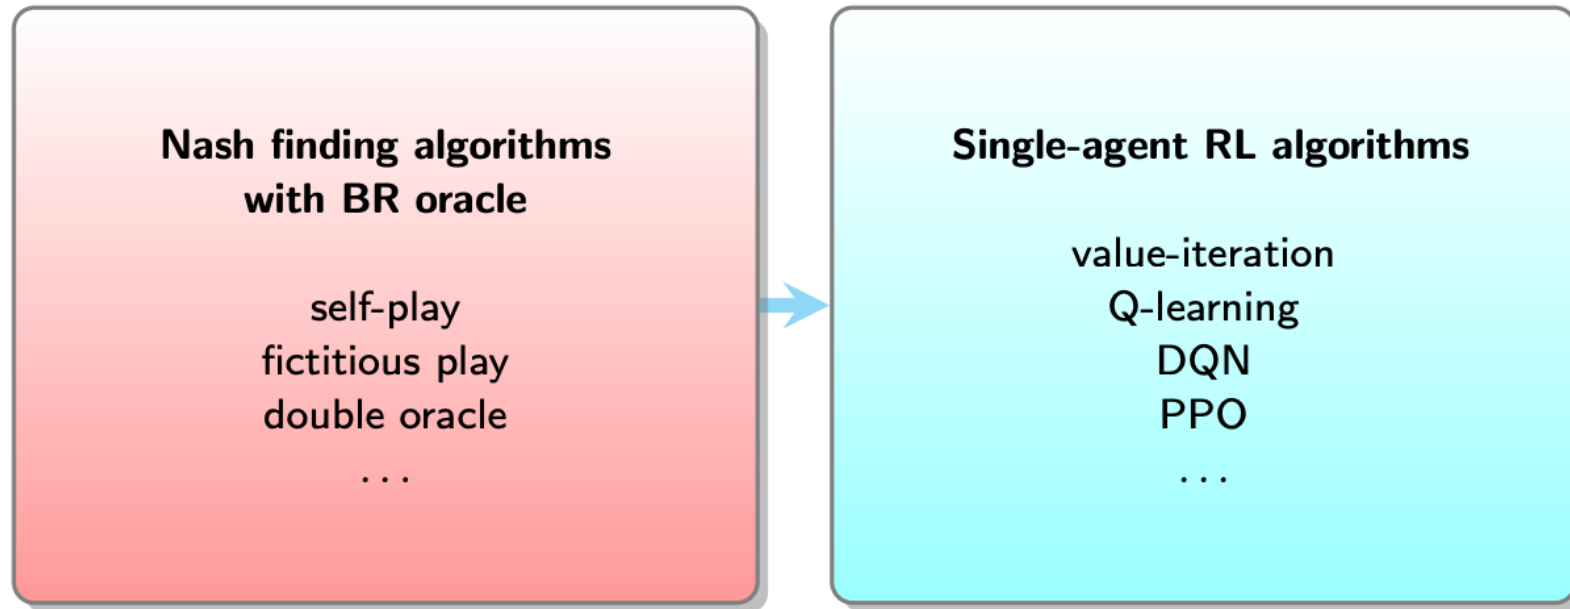 Nash finding algorithms
with BR oracle
self-play
fictitious play
double oracle
...
Single-agent RL algorithms
value-iteration
Q-learning
DQN
PPO
...